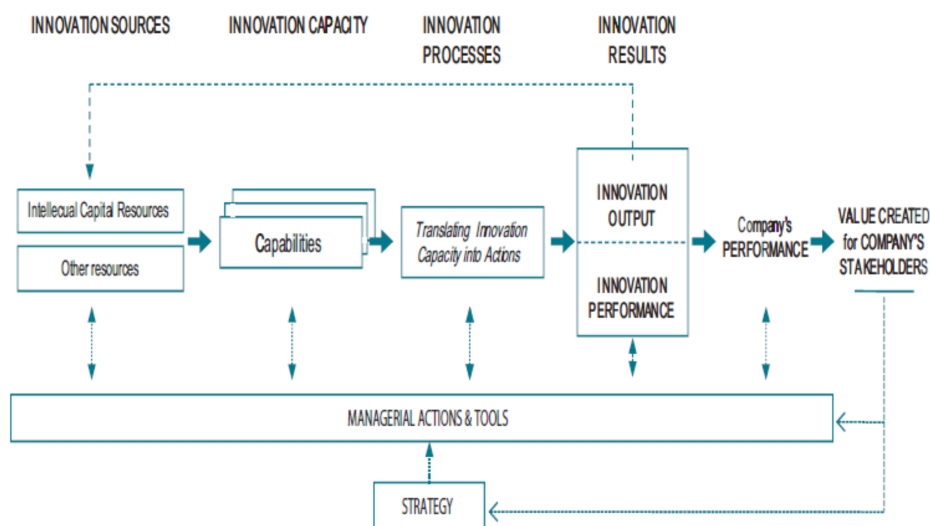 INNOVATION SOURCES
INNOVATION CAPACITY
INNOVATION
PROCESSES
INNOVATION
RESULTS
Intellecual Capital Resources
Other resources
Capabilities
Translating Innovation
Capacity into Actions
INNOVATION
OUTPUT
INNOVATION
PERFORMANCE
Company's
PERFORMANCE
VALUE CREATED
for COMPANY'S
STAKEHOLDERS
MANAGERIAL ACTIONS & TOOLS
STRATEGY